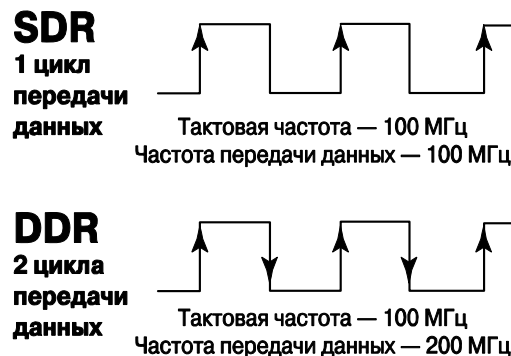 SDR
1 цикл
передачи
данных
Тактовая частота — 100 МГц
Частота передачи данных — 100 МГц
DDR
2 цикла
передачи
данных
Тактовая частота — 100 МГц
Частота передачи данных — 200 МГц